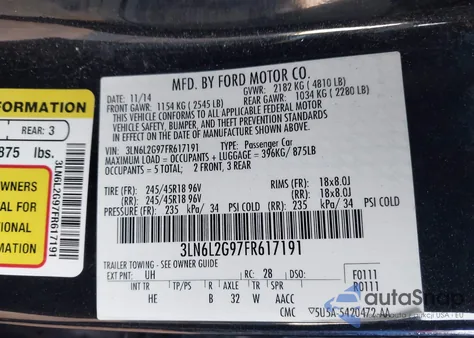 FORMATION
REAR: 3
875 lbs.
3LN6L2G97FR617191
OWNERS
AL FOR
TIONAL
MATION
MFD. BY FORD MOTOR CO.
DATE: 11/14 GVWR: 2182 KG ( 4810 LB)
FRONT GAWR: 1154 KG ( 2545 LB) REAR GAWR: 1034 KG ( 2280 LB)
THIS VEHICLE CONFORMS TO ALL APPLICABLE FEDERAL MOTOR
VEHICLE SAFETY, BUMPER, AND THEFT PREVENTION STANDARDS
IN EFFECT ON THE DATE OF MANUFACTURE SHOWN ABOVE.
VIN: 3LN6L2G97FR617191 TYPE: Passenger Car
MAXIMUM LOAD = OCCUPANTS + LUGGAGE = 396KG/ 875LB
OCCUPANTS = 5 TOTAL, 2 FRONT, 3 REAR
TIRE (FR): 245/45R18 96V RIMS (FR): 18x8.0J
(RR): 245/45R18 96V (RR): 18x8.0J
PRESSURE (FR): 235 kPa/ 34 PSI COLD (RR) 235 kPa/ 34 PSI COLD
3LN6L2G97FR617191
TRAILER TOWING - SEE OWNER GUIDE
EXT PNT: UH RC: 28 DSO: F0111
R0111
INT TR TP/PS R AXLE TR SPR
HE B 32 W AACC
CMC 5U5A-5420472-AA
autoSnap